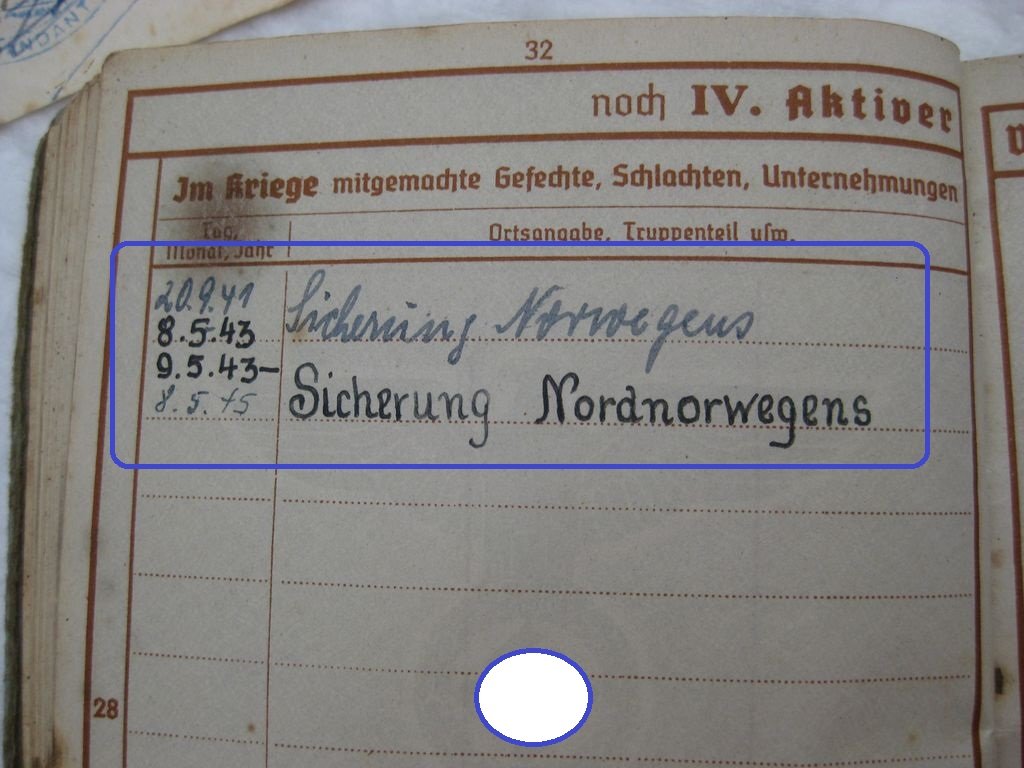 32
noch IV. Aktiver
Im Kriege mitgemachte Gefechte, Schlachten, Unternehmungen
Tag, Monat, Jahr
Ortsangabe, Truppenteil usw.
20.9.41
8.5.43 Sicherung Norwegens
9.5.43-
8.5.45 Sicherung Nordnorwegens
28